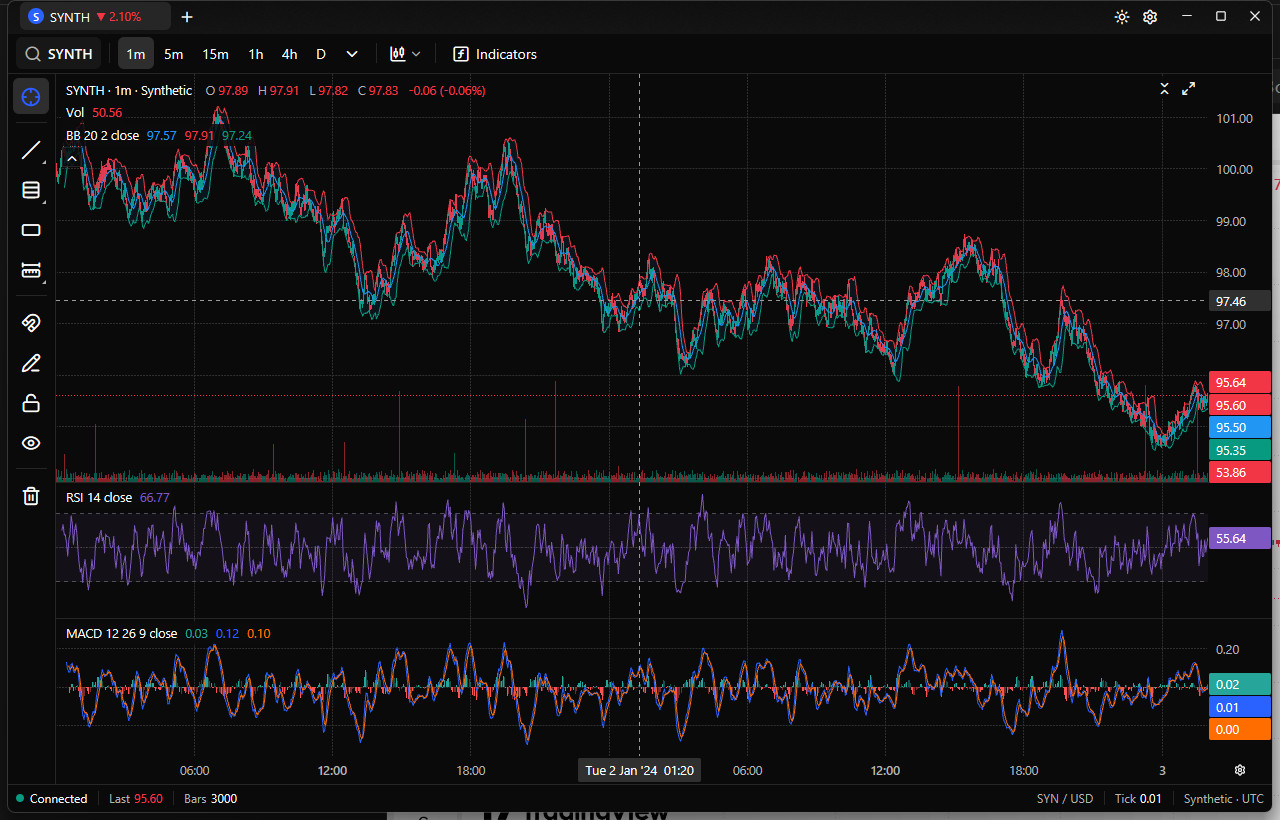 S SYNTH ▼ 2.10% +
SYNTH 1m 5m 15m 1h 4h D Indicators
SYNTH · 1m · Synthetic O 97.89 H 97.91 L 97.82 C 97.83 -0.06 (-0.06%)
Vol 50.56
BB 20 2 close 97.57 97.91 97.24
101.00
100.00
99.00
98.00
97.46
97.00
95.64
95.60
95.50
95.35
53.86
RSI 14 close 66.77
55.64
MACD 12 26 9 close 0.03 0.12 0.10
0.20
0.02
0.01
0.00
06:00 12:00 18:00 Tue 2 Jan '24 01:20 06:00 12:00 18:00 3
Connected Last 95.60 Bars 3000 SYN / USD Tick 0.01 Synthetic · UTC
TradingView